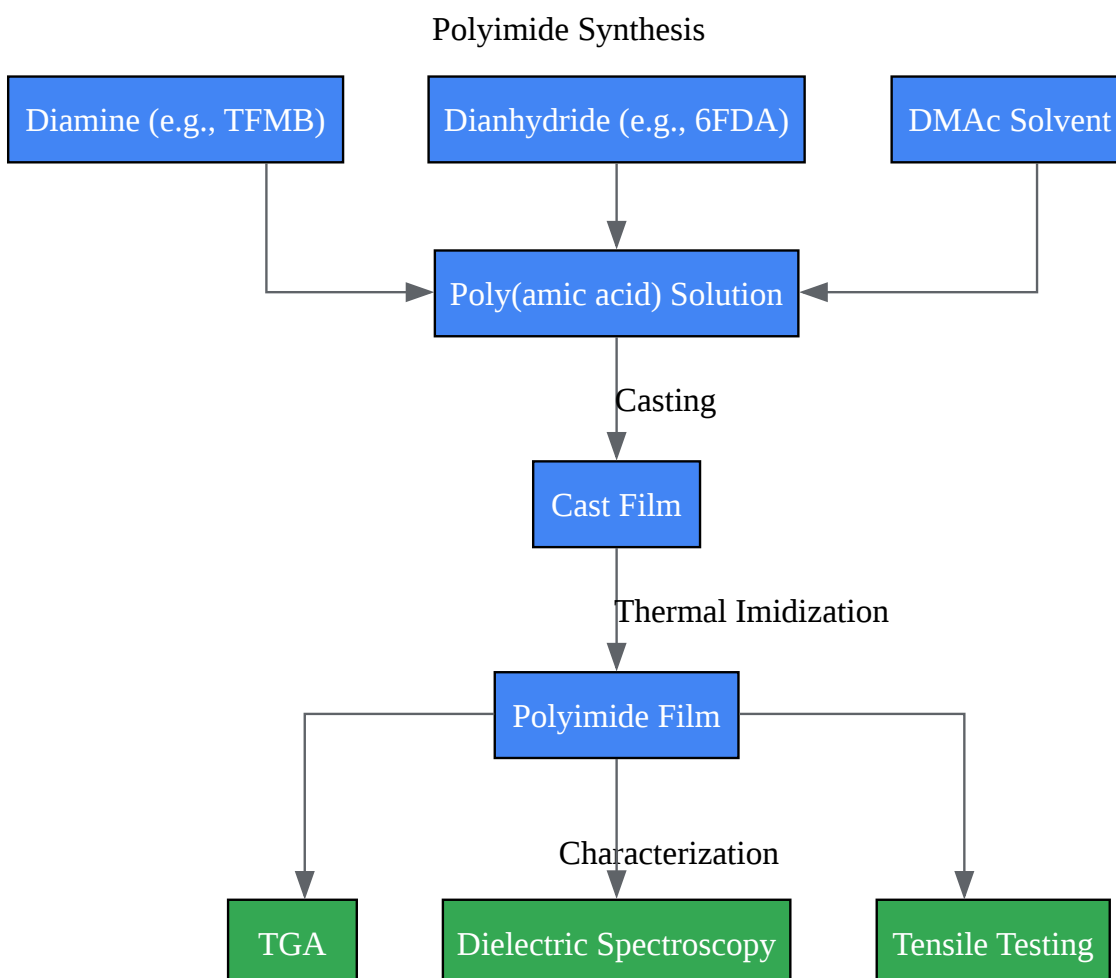 Polyimide Synthesis
Diamine (e.g., TFMB)
Dianhydride (e.g., 6FDA)
DMAc Solvent
Poly(amic acid) Solution
Casting
Cast Film
Thermal Imidization
Polyimide Film
Characterization
TGA
Dielectric Spectroscopy
Tensile Testing